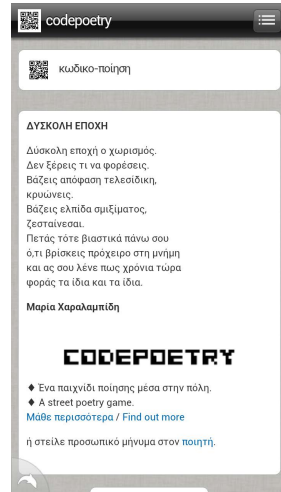 codepoetry
κωδικο-ποίηση
ΔΥΣΚΟΛΗ ΕΠΟΧΗ
Δύσκολη εποχή ο χωρισμός.
Δεν ξέρεις τι να φορέσεις.
Βάζεις απόφαση τελεσίδικη,
κρυώνεις.
Βάζεις ελπίδα σμιξίματος,
ζεσταίνεσαι.
Πετάς τότε βιαστικά πάνω σου
ό,τι βρίσκεις πρόχειρο στη μνήμη
και ας σου λένε πως χρόνια τώρα
φοράς τα ίδια και τα ίδια.
Μαρία Χαραλαμπίδη
CODEPOETRY
♦ Ένα παιχνίδι ποίησης μέσα στην πόλη.
♦ A street poetry game.
Μάθε περισσότερα / Find out more
ή στείλε προσωπικό μήνυμα στον ποιητή.